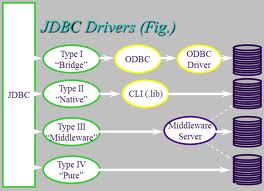 JDBC Drivers (Fig.)
JDBC
Type I
"Bridge"
ODBC
ODBC
Driver
Type II
"Native"
CLI (.lib)
Type III
"Middleware"
Middleware
Server
Type IV
"Pure"